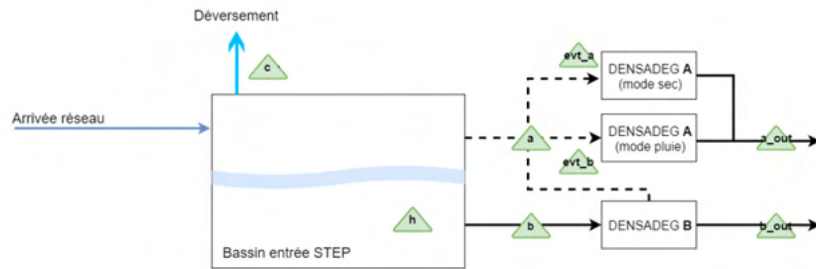 Déversement
c
evt_a
DENSADEG A
(mode sec)
Arrivée réseau
a
DENSADEG A
(mode pluie)
a_out
evt_b
h
b
DENSADEG B
b_out
Bassin entrée STEP